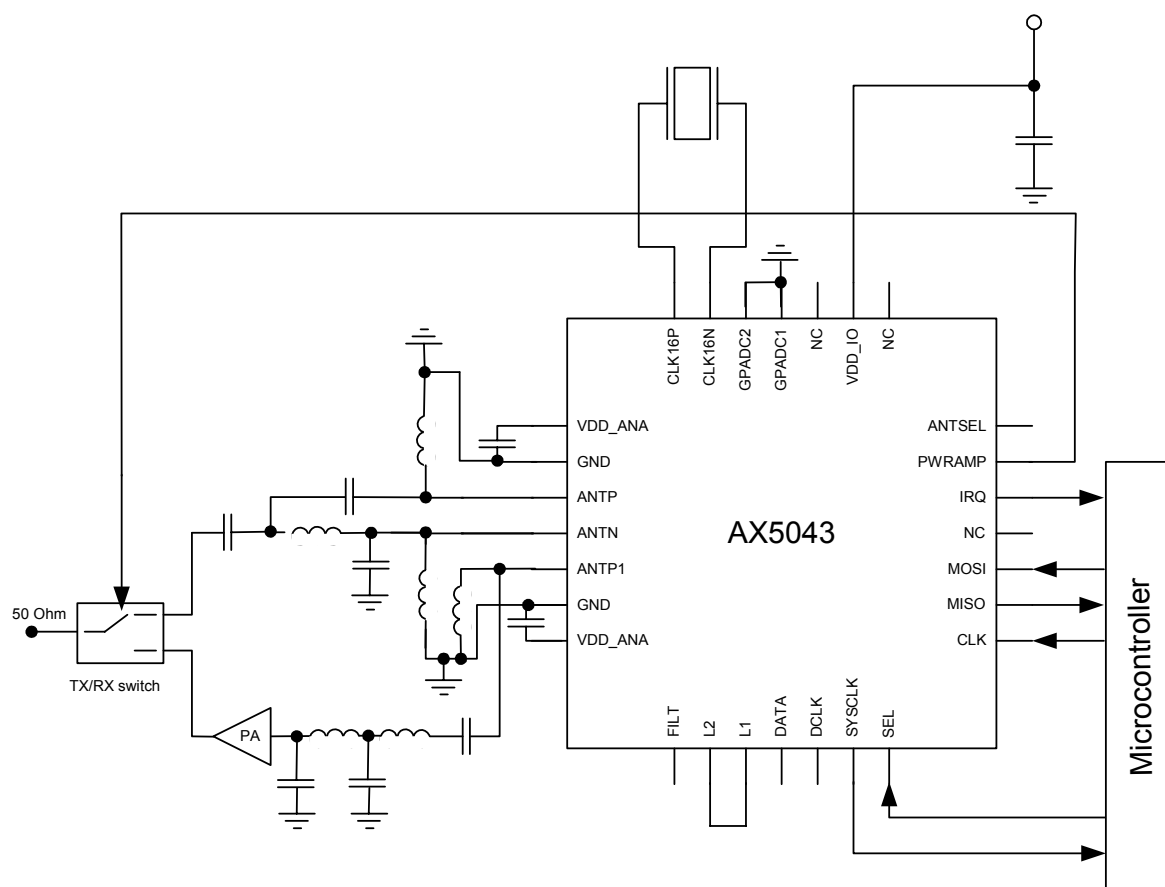 CLK16P
CLK16N
GPADC2
GPADC1
NC
VDD_IO
NC
VDD_ANA
GND
ANTP
ANTN
ANTP1
GND
VDD_ANA
AX5043
ANTSEL
PWRAMP
IRQ
NC
MOSI
MISO
CLK
Microcontroller
50 Ohm
TX/RX switch
PA
FILT
L2
L1
DATA
DCLK
SYSCLK
SEL